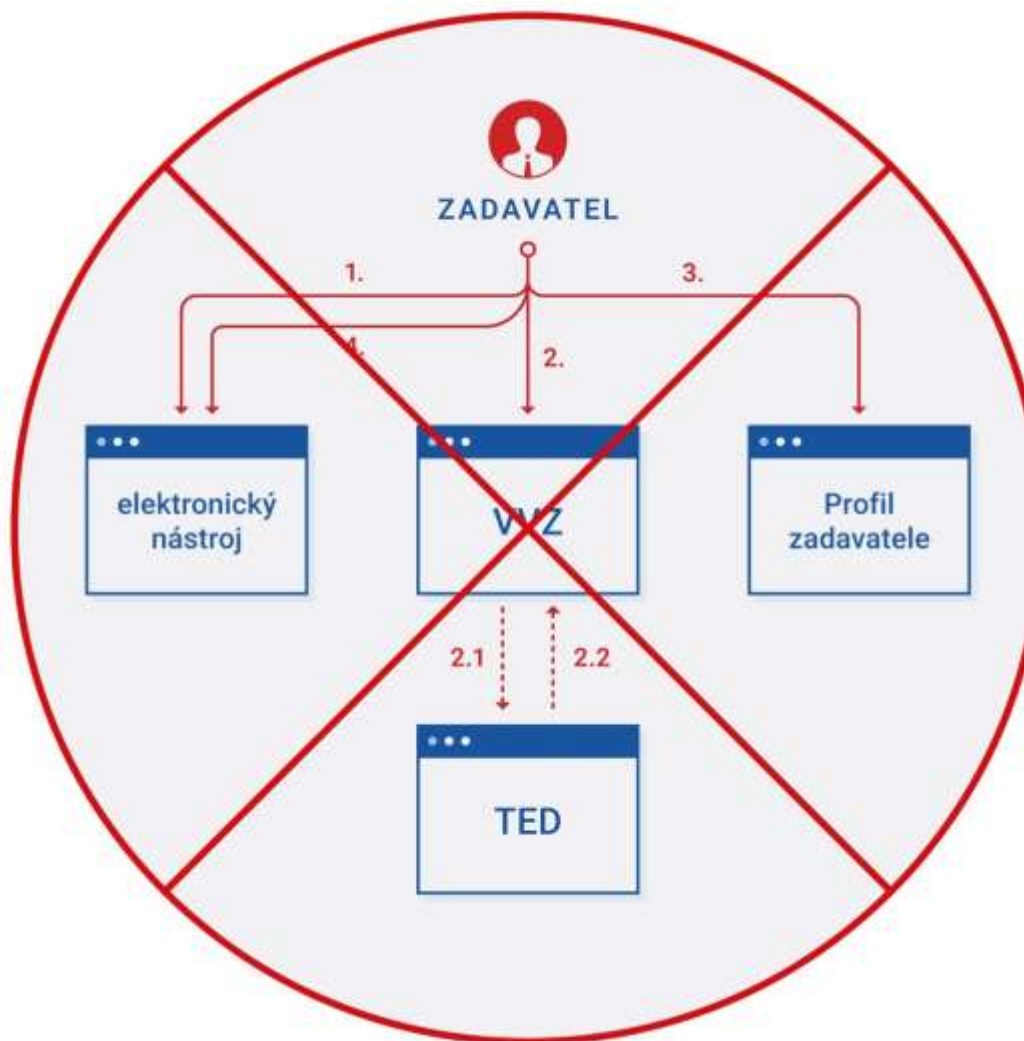 ZADAVATEL
1.
3.
4.
2.
elektronický
nástroj
VVZ
Profil
zadavatele
2.1
2.2
TED